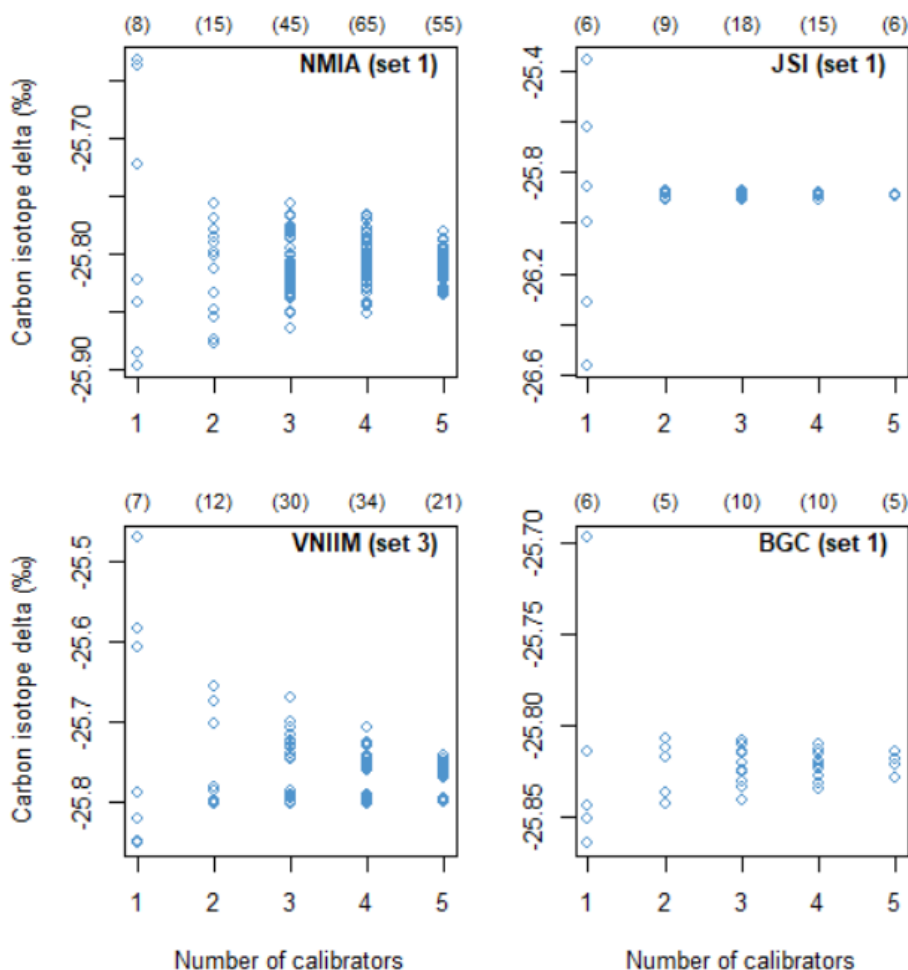 (8) (15) (45) (65) (55)
NMIA (set 1)
Carbon isotope delta (‰)
-25.70
-25.80
-25.90
1 2 3 4 5
(6) (9) (18) (15) (6)
JSI (set 1)
-25.4
-25.8
-26.2
-26.6
1 2 3 4 5
(7) (12) (30) (34) (21)
VNIIM (set 3)
Carbon isotope delta (‰)
-25.5
-25.6
-25.7
-25.8
1 2 3 4 5
Number of calibrators
(6) (5) (10) (10) (5)
BGC (set 1)
-25.70
-25.75
-25.80
-25.85
1 2 3 4 5
Number of calibrators